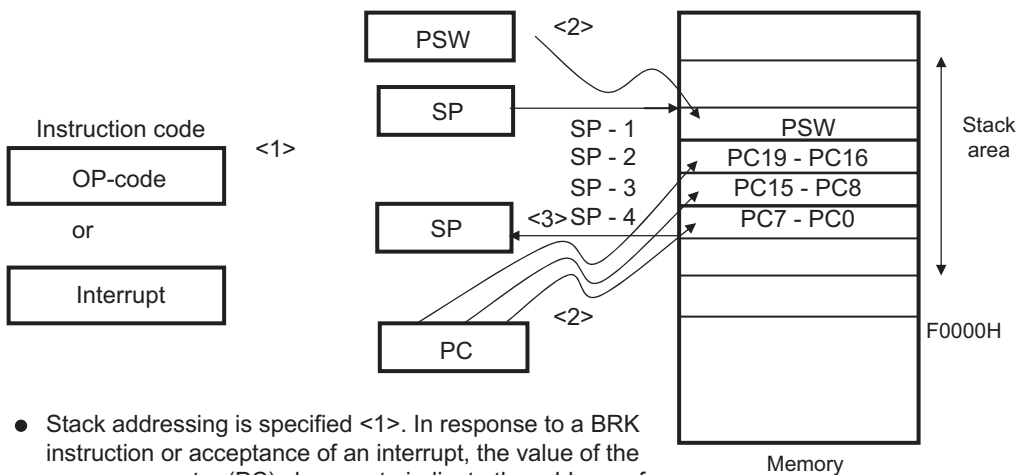 PSW
<2>
SP
Instruction code
<1>
OP-code
or
Interrupt
SP - 1
SP - 2
SP - 3
<3> SP - 4
SP
<2>
PC
PSW
PC19 - PC16
PC15 - PC8
PC7 - PC0
Stack
area
F0000H
Memory
● Stack addressing is specified <1>. In response to a BRK
instruction or acceptance of an interrupt, the value of the